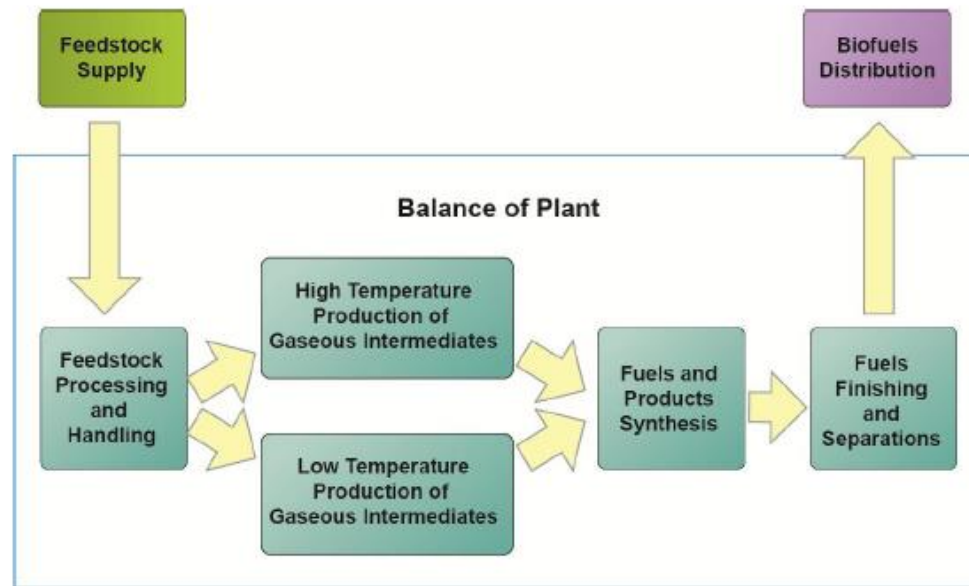 Feedstock
Supply
Biofuels
Distribution
Balance of Plant
Feedstock
Processing
and
Handling
High Temperature
Production of
Gaseous Intermediates
Low Temperature
Production of
Gaseous Intermediates
Fuels and
Products
Synthesis
Fuels
Finishing
and
Separations